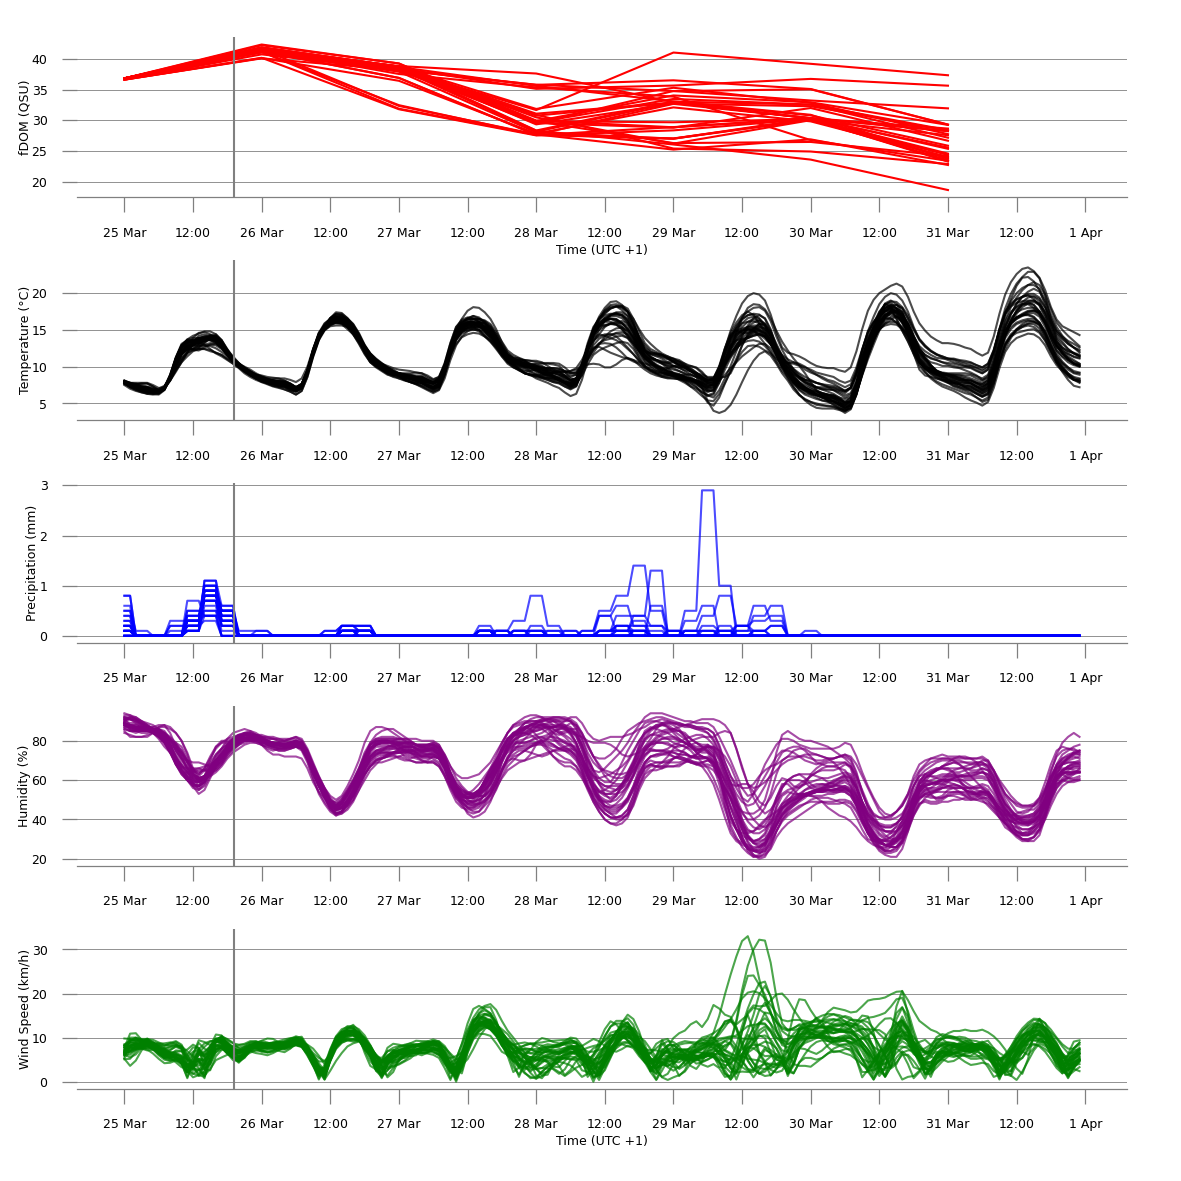 fDOM (QSU)
40
35
30
25
20
25 Mar 12:00 26 Mar 12:00 27 Mar 12:00 28 Mar 12:00 29 Mar 12:00 30 Mar 12:00 31 Mar 12:00 1 Apr
Time (UTC +1)
Temperature (°C)
20
15
10
5
25 Mar 12:00 26 Mar 12:00 27 Mar 12:00 28 Mar 12:00 29 Mar 12:00 30 Mar 12:00 31 Mar 12:00 1 Apr
Precipitation (mm)
3
2
1
0
25 Mar 12:00 26 Mar 12:00 27 Mar 12:00 28 Mar 12:00 29 Mar 12:00 30 Mar 12:00 31 Mar 12:00 1 Apr
Humidity (%)
80
60
40
20
25 Mar 12:00 26 Mar 12:00 27 Mar 12:00 28 Mar 12:00 29 Mar 12:00 30 Mar 12:00 31 Mar 12:00 1 Apr
Wind Speed (km/h)
30
20
10
0
25 Mar 12:00 26 Mar 12:00 27 Mar 12:00 28 Mar 12:00 29 Mar 12:00 30 Mar 12:00 31 Mar 12:00 1 Apr
Time (UTC +1)